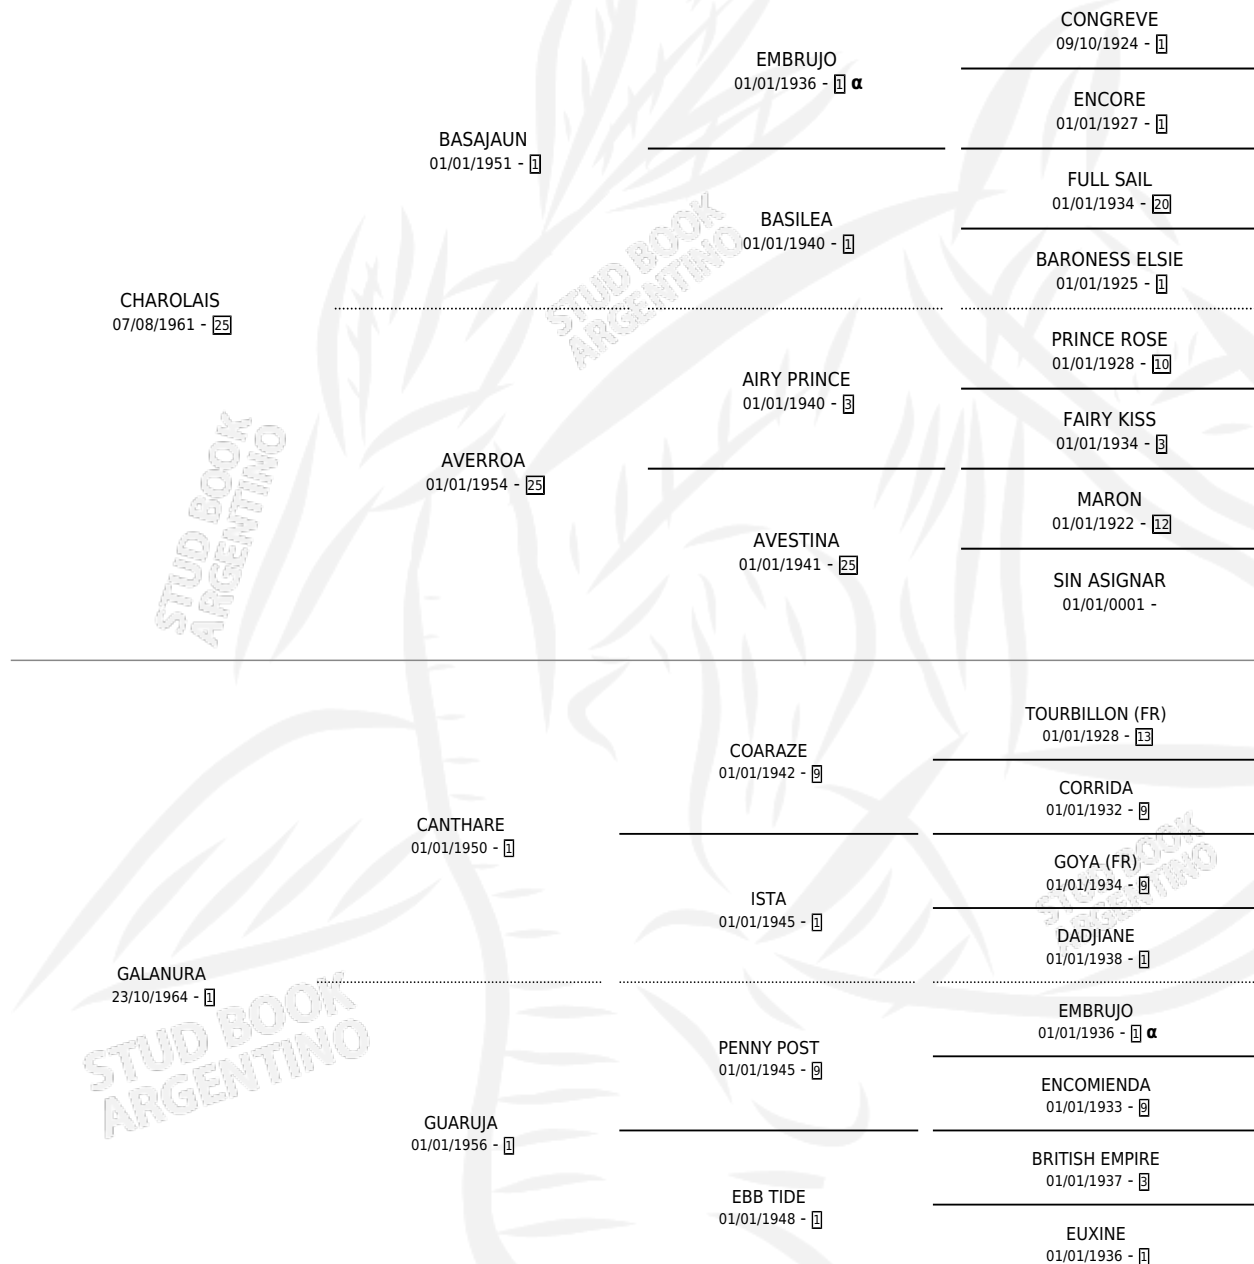 CONGREVE
09/10/1924 - 1
EMBRUJO
01/01/1936 - 1 α
ENCORE
01/01/1927 - 1
BASAJAUN
01/01/1951 - 1
FULL SAIL
01/01/1934 - 20
BASILEA
01/01/1940 - 1
BARONESS ELSIE
01/01/1925 - 1
STUD BOOK
ARGENTINO
CHAROLAIS
07/08/1961 - 25
PRINCE ROSE
01/01/1928 - 10
AIRY PRINCE
01/01/1940 - 3
FAIRY KISS
01/01/1934 - 3
AVERROA
01/01/1954 - 25
MARON
01/01/1922 - 12
AVESTINA
01/01/1941 - 25
SIN ASIGNAR
01/01/0001 -
STUD BOOK
ARGENTINO
TOURBILLON (FR)
01/01/1928 - 13
COARAZE
01/01/1942 - 9
CORRIDA
01/01/1932 - 9
CANTHARE
01/01/1950 - 1
GOYA (FR)
01/01/1934 - 9
STUD BOOK
ARGENTINO
ISTA
01/01/1945 - 1
DADJIANE
01/01/1938 - 1
GALANURA
23/10/1964 - 1
STUD BOOK
ARGENTINO
EMBRUJO
01/01/1936 - 1 α
PENNY POST
01/01/1945 - 9
ENCOMIENDA
01/01/1933 - 9
GUARUJA
01/01/1956 - 1
BRITISH EMPIRE
01/01/1937 - 3
EBB TIDE
01/01/1948 - 1
EUXINE
01/01/1936 - 1